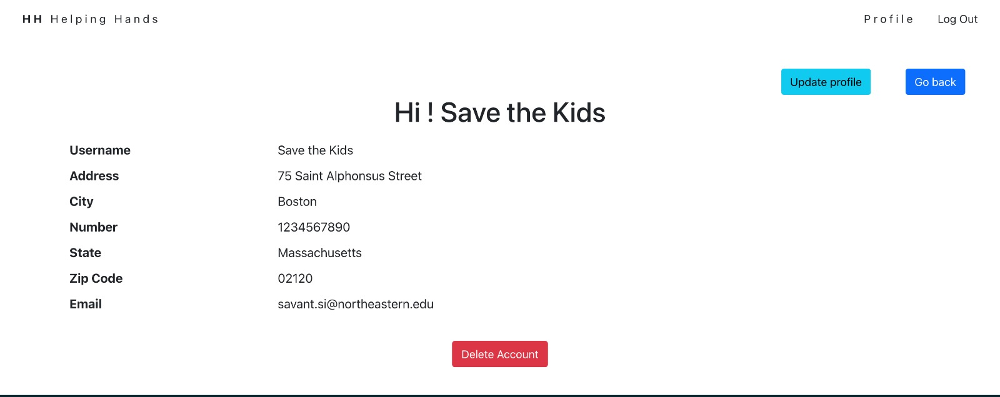 HH Helping Hands Profile Log Out
Update profile Go back
Hi ! Save the Kids
Username Save the Kids
Address 75 Saint Alphonsus Street
City Boston
Number 1234567890
State Massachusetts
Zip Code 02120
Email savant.si@northeastern.edu
Delete Account